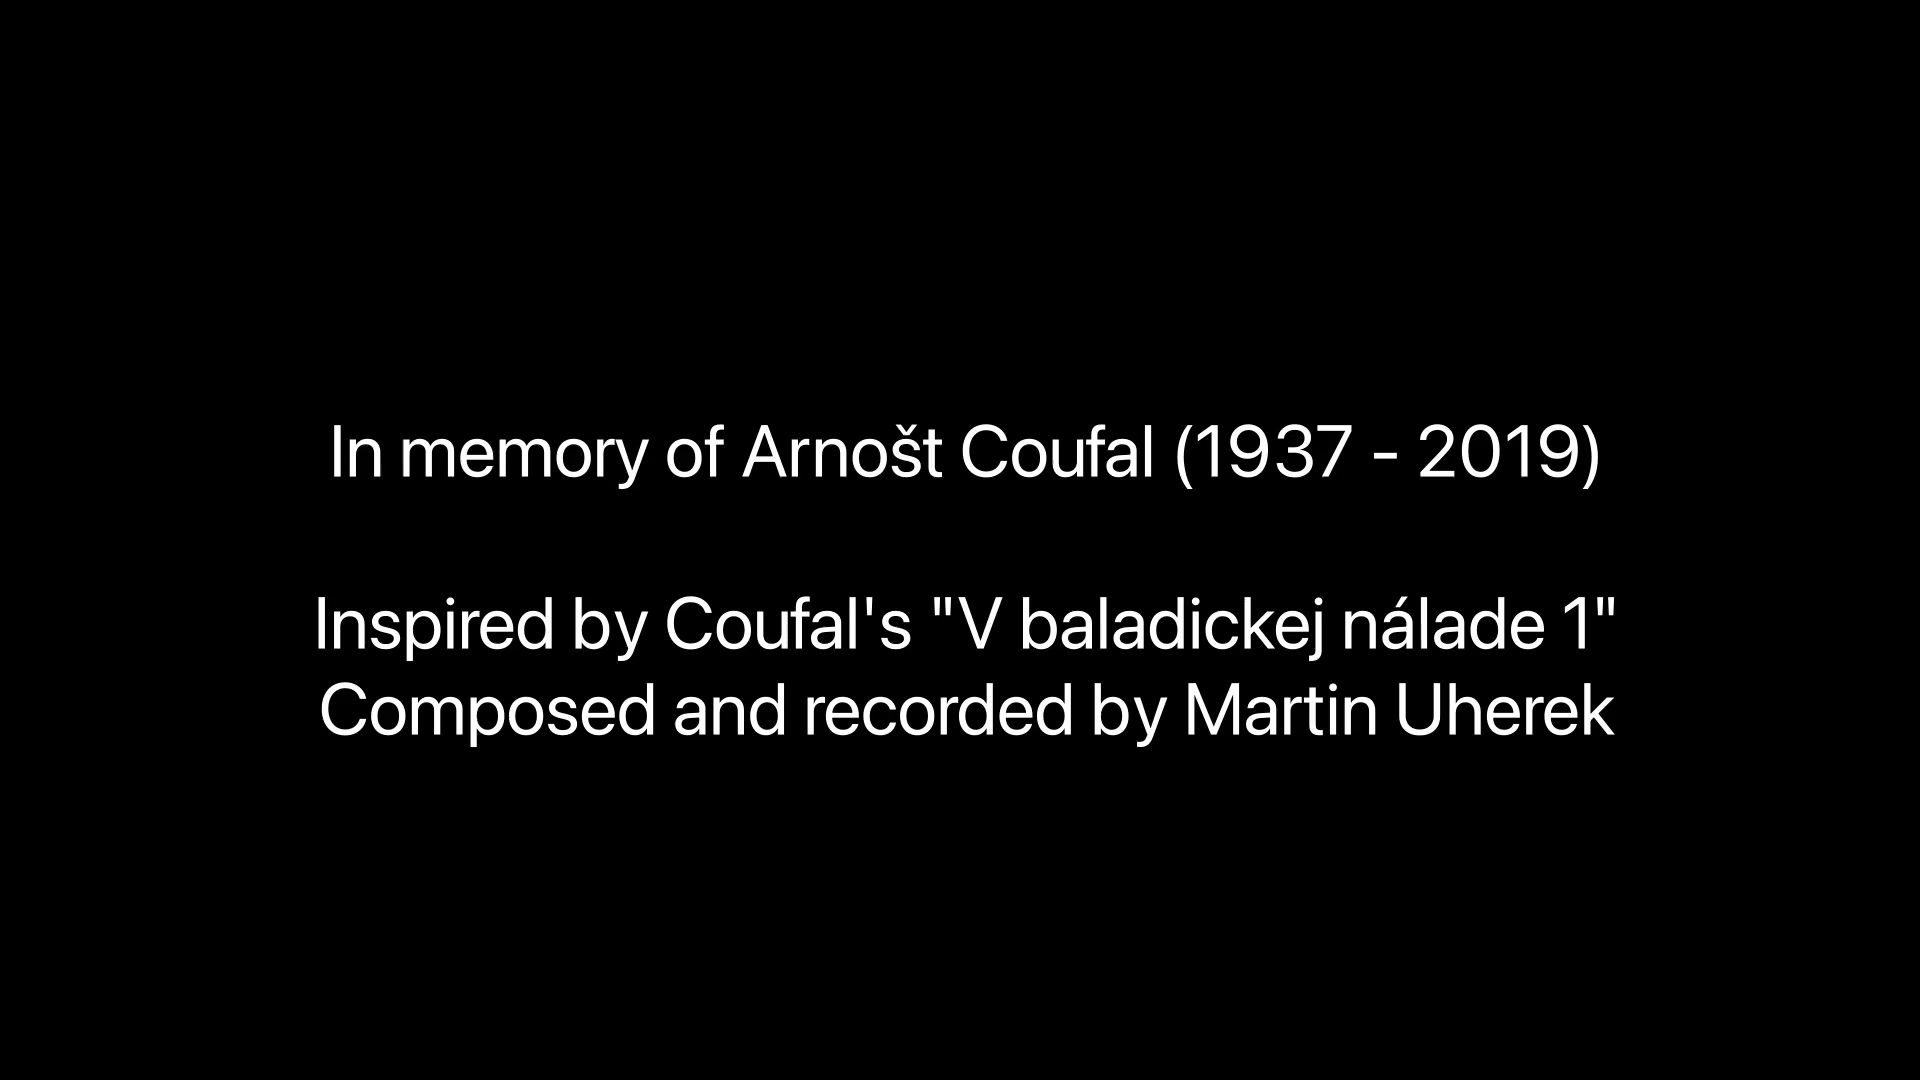 In memory of Arnošt Coufal (1937 - 2019)
Inspired by Coufal's "V baladickej nálade 1"
Composed and recorded by Martin Uherek